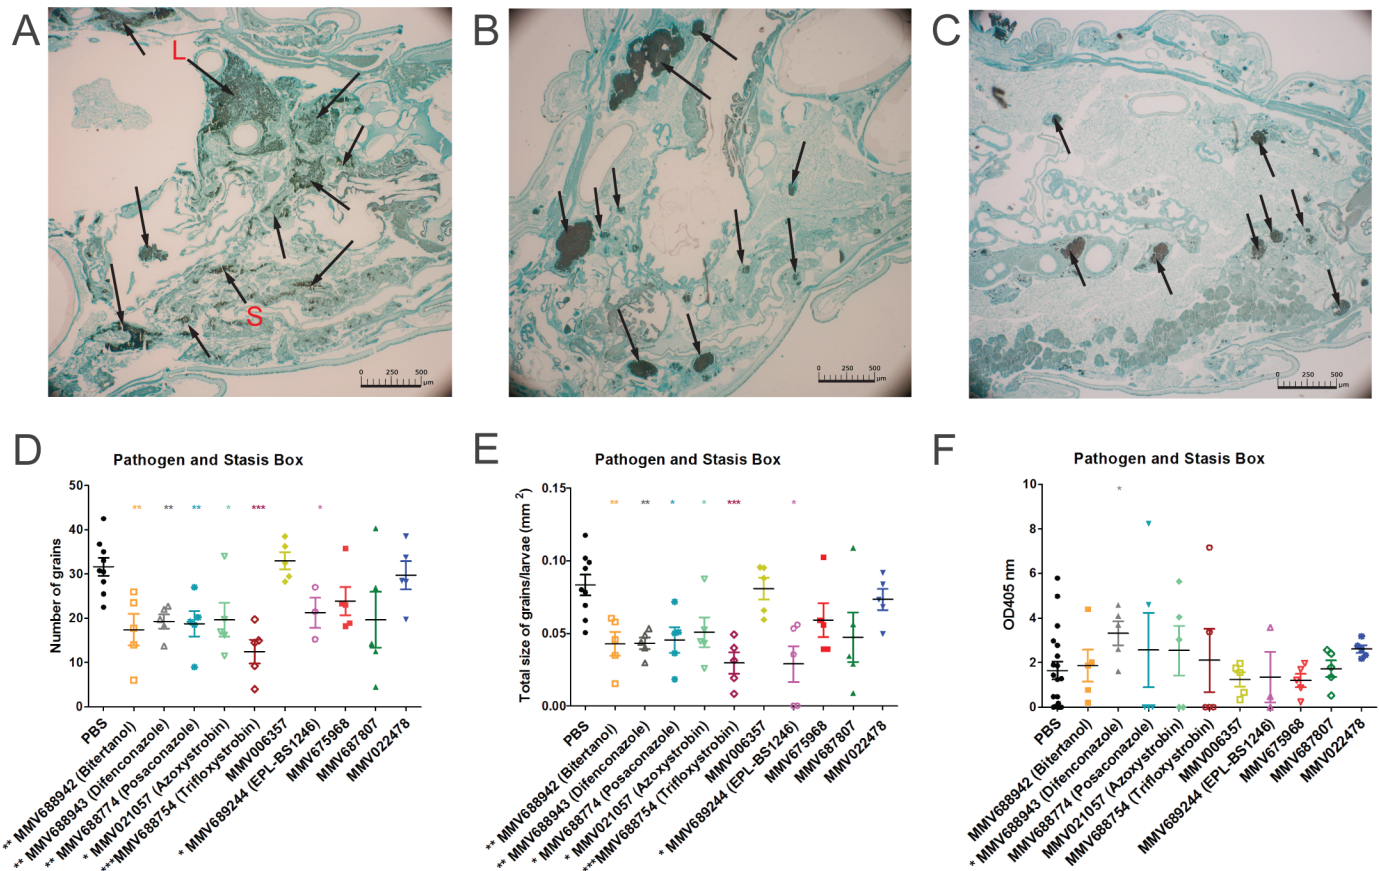 A
B
C
L
S
0
250
500
μm
0
250
500
μm
0
250
500
μm
D
Pathogen and Stasis Box
Number of grains
50
40
30
20
10
0
**
**
**
*
***
*
PBS
** MMV688942 (Bitertanol)
** MMV688943 (Difenconazole)
** MMV688774 (Posaconazole)
* MMV021057 (Azoxystrobin)
***MMV688754 (Trifloxystrobin)
MMV006357
* MMV689244 (EPL-BS1246)
MMV675968
MMV687807
MMV022478
E
Pathogen and Stasis Box
Total size of grains/larvae (mm 2)
0.15
0.10
0.05
0.00
**
**
*
*
***
*
PBS
** MMV688942 (Bitertanol)
** MMV688943 (Difenconazole)
* MMV688774 (Posaconazole)
* MMV021057 (Azoxystrobin)
***MMV688754 (Trifloxystrobin)
MMV006357
* MMV689244 (EPL-BS1246)
MMV675968
MMV687807
MMV022478
F
Pathogen and Stasis Box
OD405 nm
10
8
6
4
2
0
*
PBS
MMV688942 (Bitertanol)
* MMV688943 (Difenconazole)
MMV688774 (Posaconazole)
MMV021057 (Azoxystrobin)
MMV688754 (Trifloxystrobin)
MMV006357
MMV689244 (EPL-BS1246)
MMV675968
MMV687807
MMV022478